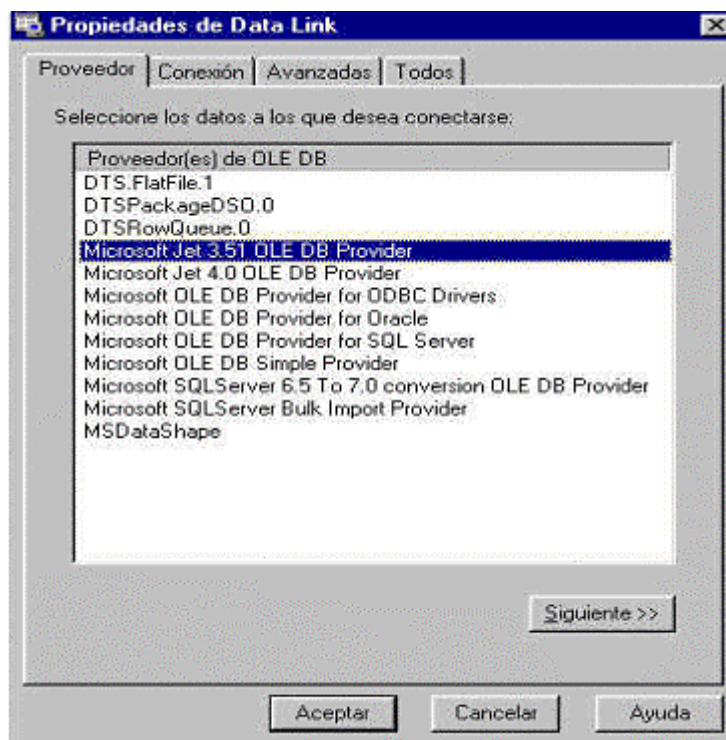 Propiedades de Data Link
Proveedor Conexión Avanzadas Todos
Seleccione los datos a los que desea conectarse:
Proveedor(es) de OLE DB
DTS.FlatFile.1
DTSPackageDSO.0
DTSRowQueue.0
Microsoft Jet 3.51 OLE DB Provider
Microsoft Jet 4.0 OLE DB Provider
Microsoft OLE DB Provider for ODBC Drivers
Microsoft OLE DB Provider for Oracle
Microsoft OLE DB Provider for SQL Server
Microsoft OLE DB Simple Provider
Microsoft SQLServer 6.5 To 7.0 conversion OLE DB Provider
Microsoft SQLServer Bulk Import Provider
MSDataShape
Siguiente >>
Aceptar Cancelar Ayuda